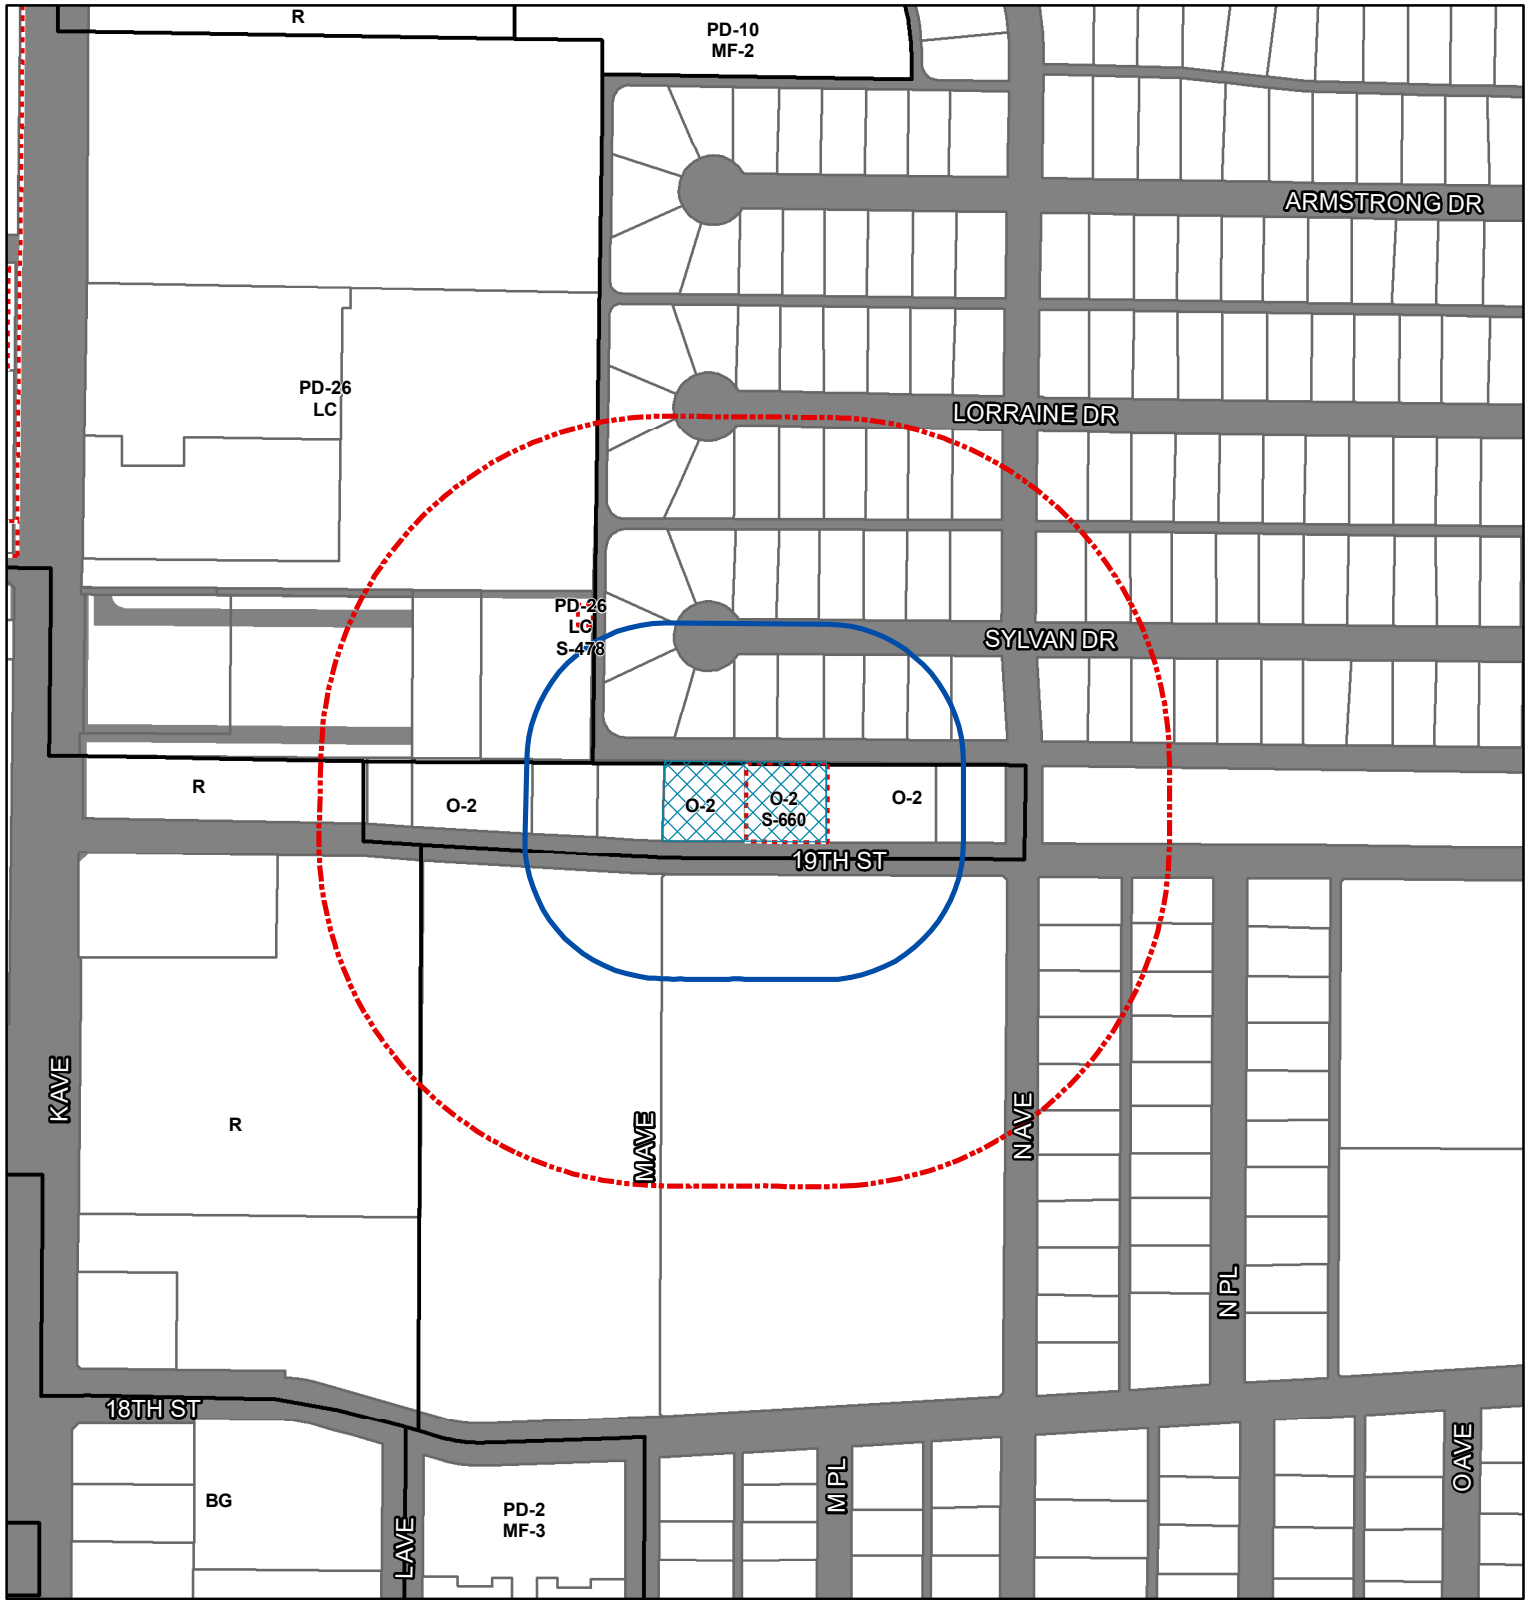 R
PD-10
MF-2
ARMSTRONG DR
PD-26
LC
LORRAINE DR
PD-26
LC
S-478
SYLVAN DR
R
O-2
O-2
O-2
S-660
O-2
19TH ST
K AVE
R
M AVE
N AVE
N PL
18TH ST
BG
L AVE
PD-2
MF-3
M PL
O AVE